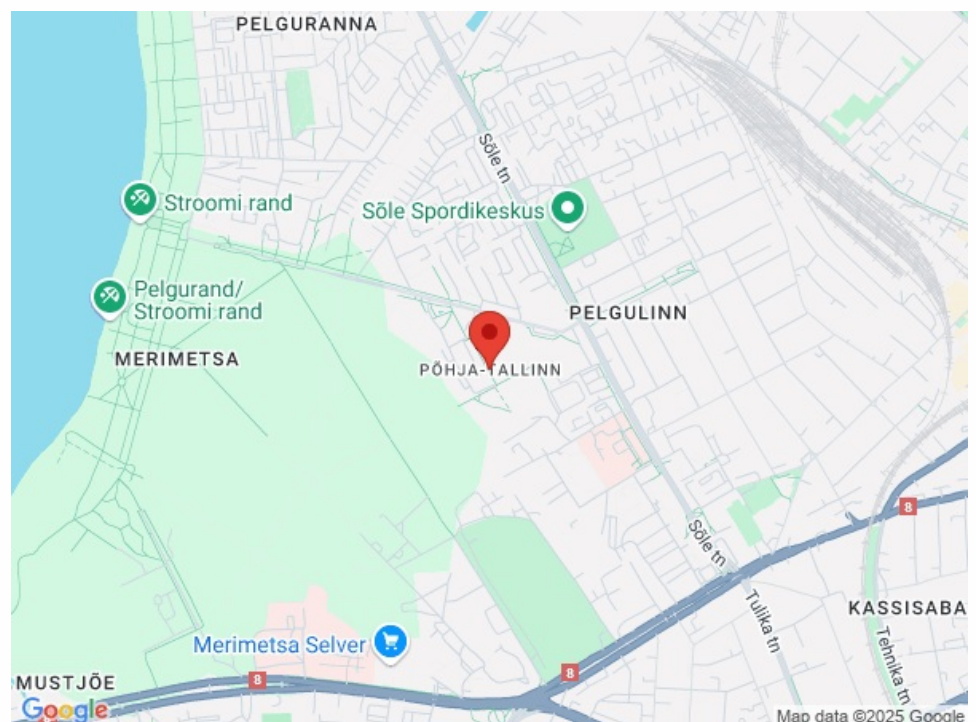 PELGURANNA
Sõle tn
Stroomi rand
Sõle Spordikeskus
Pelgurand/
Stroomi rand
PELGULINN
MERIMETSA
PÕHJA-TALLINN
8
Sõle tn
Tulika tn
KASSISABA
Tehnika tn
Merimetsa Selver
8
8
MUSTJÕE
Google
Map data ©2025 Google